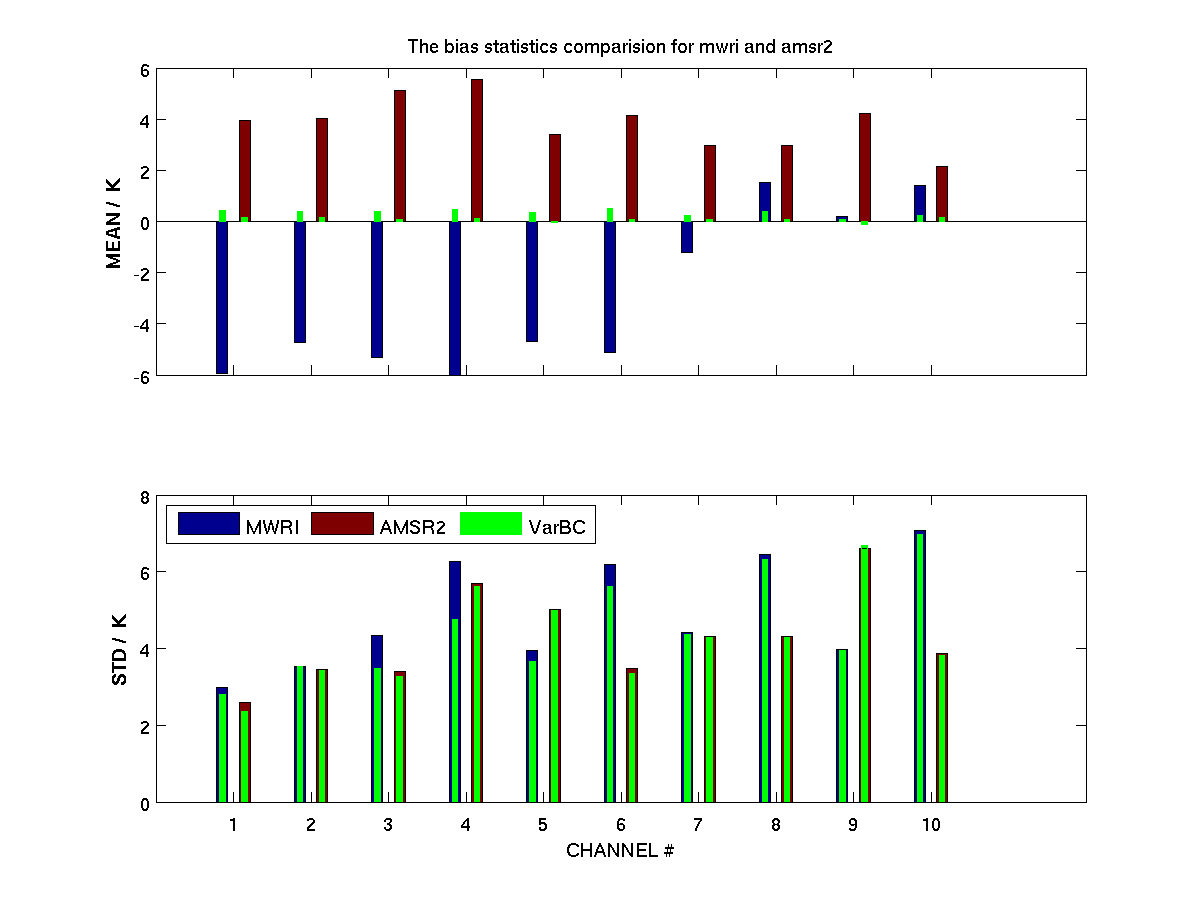 The bias statistics comparision for mwri and amsr2
6
4
2
0
-2
-4
-6
MEAN / K
8
6
4
2
0
STD / K
MWRI AMSR2 VarBC
1 2 3 4 5 6 7 8 9 10
CHANNEL #